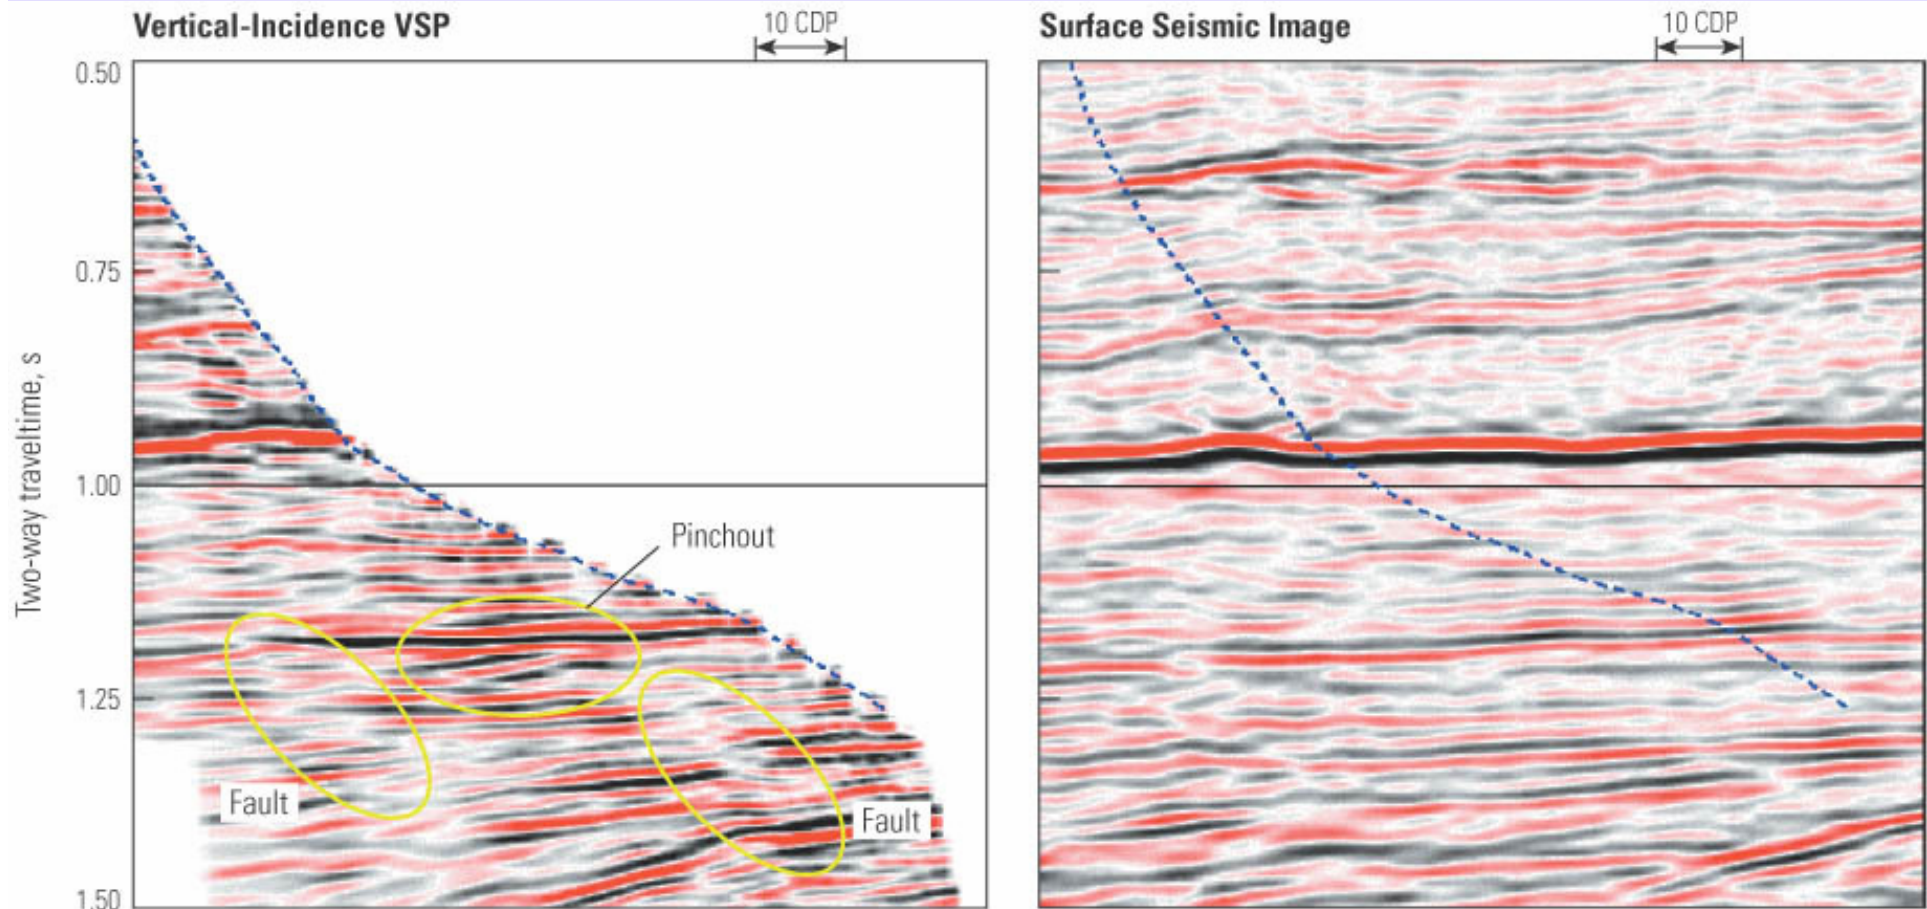 Vertical-Incidence VSP
10 CDP
Surface Seismic Image
10 CDP
0.50
0.75
1.00
1.25
1.50
Two-way traveltime, s
Pinchout
Fault
Fault